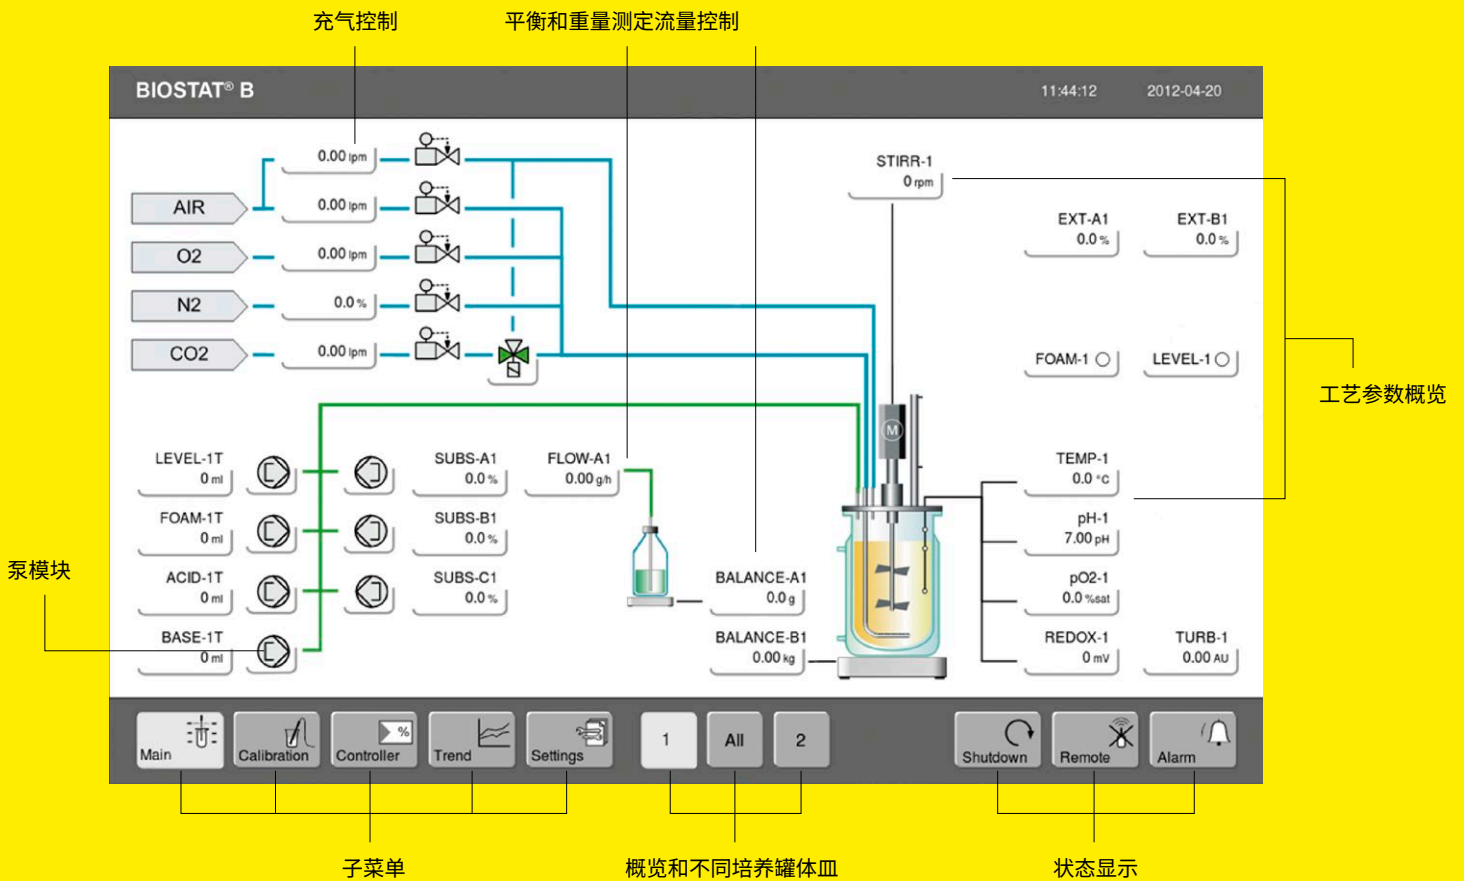 充气控制
平衡和重量测定流量控制
BIOSTAT® B
11:44:12
2012-04-20
0.00 lpm
STIRR-1
0 rpm
AIR
0.00 lpm
EXT-A1
0.0 %
EXT-B1
0.0 %
O2
0.00 lpm
N2
0.0 %
CO2
0.00 lpm
FOAM-1
LEVEL-1
工艺参数概览
M
LEVEL-1T
0 ml
SUBS-A1
0.0 %
FLOW-A1
0.00 g/h
TEMP-1
0.0 °C
FOAM-1T
0 ml
SUBS-B1
0.0 %
pH-1
7.00 pH
泵模块
ACID-1T
0 ml
SUBS-C1
0.0 %
BALANCE-A1
0.0 g
pO2-1
0.0 %sat
BASE-1T
0 ml
BALANCE-B1
0.00 kg
REDOX-1
0 mV
TURB-1
0.00 AU
Main
Calibration
%
Controller
Trend
Settings
1
All
2
Shutdown
Remote
Alarm
子菜单
概览和不同培养罐体皿
状态显示